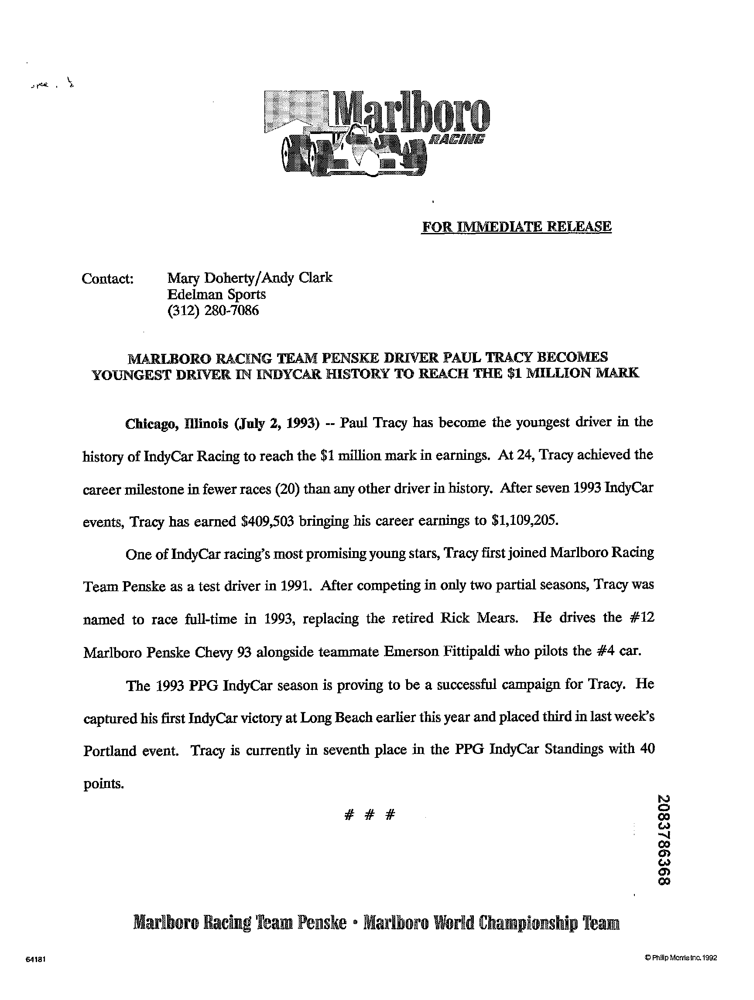 Marlboro
RACING
FOR IMMEDIATE RELEASE
Contact: Mary Doherty/Andy Clark
Edelman Sports
(312) 280-7086
MARLBORO RACING TEAM PENSKE DRIVER PAUL TRACY BECOMES
YOUNGEST DRIVER IN INDYCAR HISTORY TO REACH THE $1 MILLION MARK
Chicago, Illinois (July 2, 1993) -- Paul Tracy has become the youngest driver in the
history of IndyCar Racing to reach the $1 million mark in earnings. At 24, Tracy achieved the
career milestone in fewer races (20) than any other driver in history. After seven 1993 IndyCar
events, Tracy has earned $409,503 bringing his career earnings to $1,109,205.
One of IndyCar racing's most promising young stars, Tracy first joined Marlboro Racing
Team Penske as a test driver in 1991. After competing in only two partial seasons, Tracy was
named to race full-time in 1993, replacing the retired Rick Mears. He drives the #12
Marlboro Penske Chevy 93 alongside teammate Emerson Fittipaldi who pilots the #4 car.
The 1993 PPG IndyCar season is proving to be a successful campaign for Tracy. He
captured his first IndyCar victory at Long Beach earlier this year and placed third in last week's
Portland event. Tracy is currently in seventh place in the PPG IndyCar Standings with 40
points.
# # #
2083786368
Marlboro Racing Team Penske • Marlboro World Championship Team
64181
© Philip Morris Inc. 1992